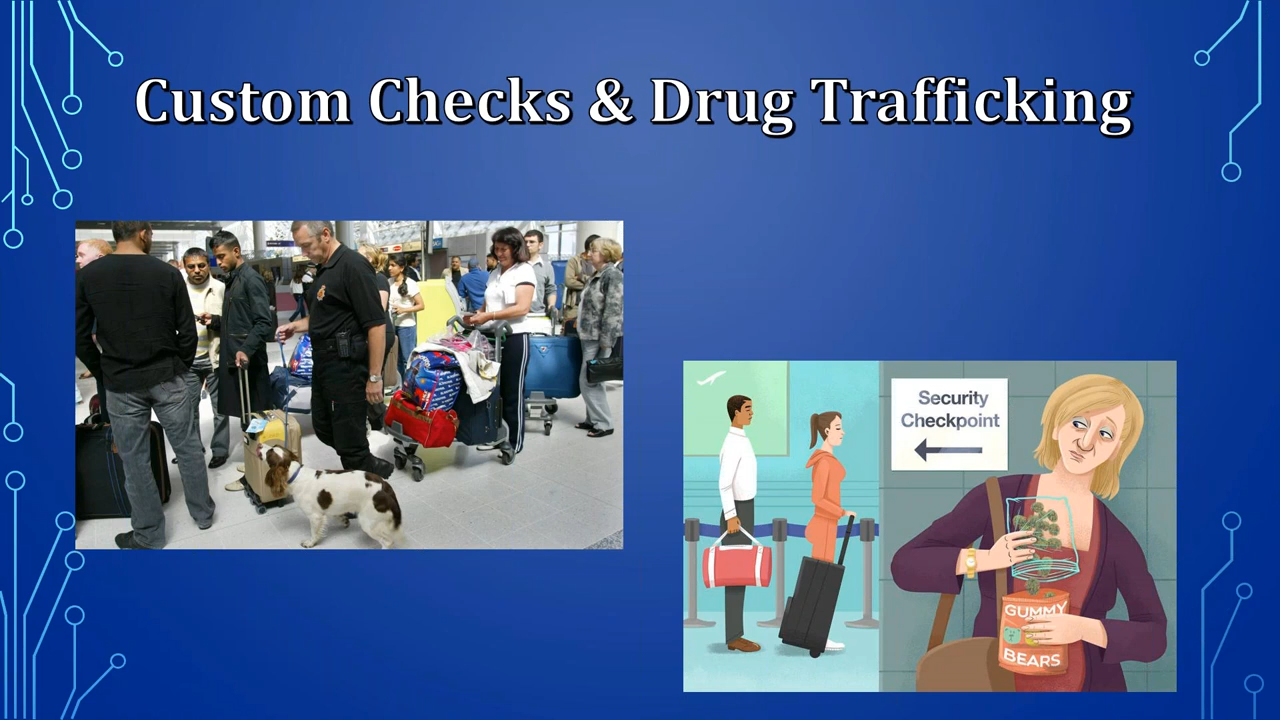 Custom Checks & Drug Trafficking
Security
Checkpoint
GUMMY
BEARS